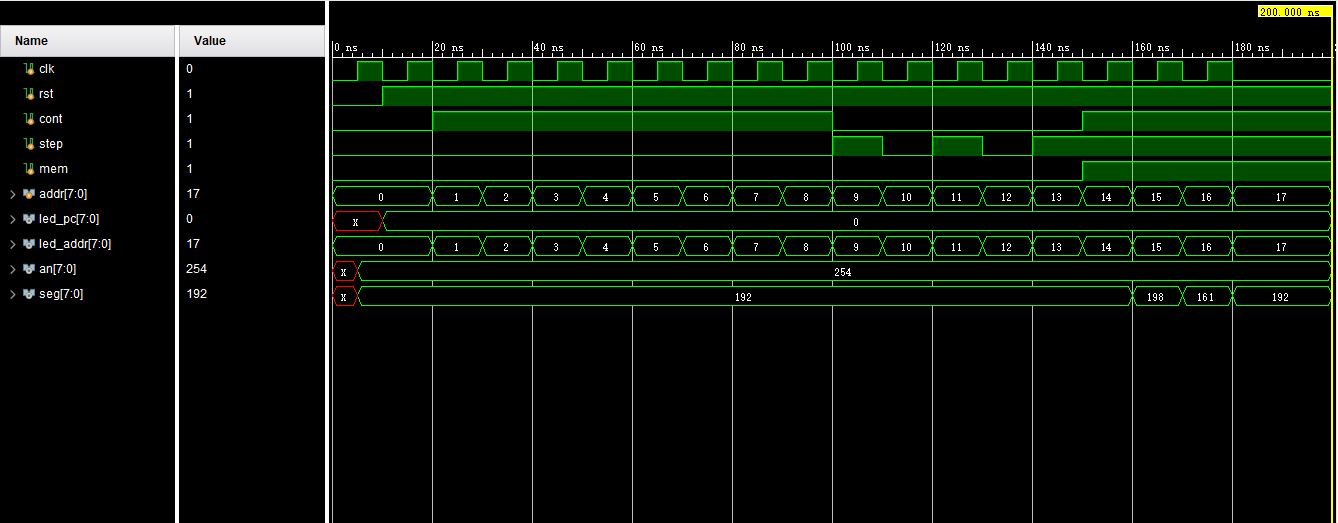 200.000 ns
Name Value
0 ns 20 ns 40 ns 60 ns 80 ns 100 ns 120 ns 140 ns 160 ns 180 ns
clk 0
rst 1
cont 1
step 1
mem 1
addr[7:0] 17 0 1 2 3 4 5 6 7 8 9 10 11 12 13 14 15 16 17
led_pc[7:0] 0 X 0
led_addr[7:0] 17 0 1 2 3 4 5 6 7 8 9 10 11 12 13 14 15 16 17
an[7:0] 254 X 254
seg[7:0] 192 X 192 198 161 192